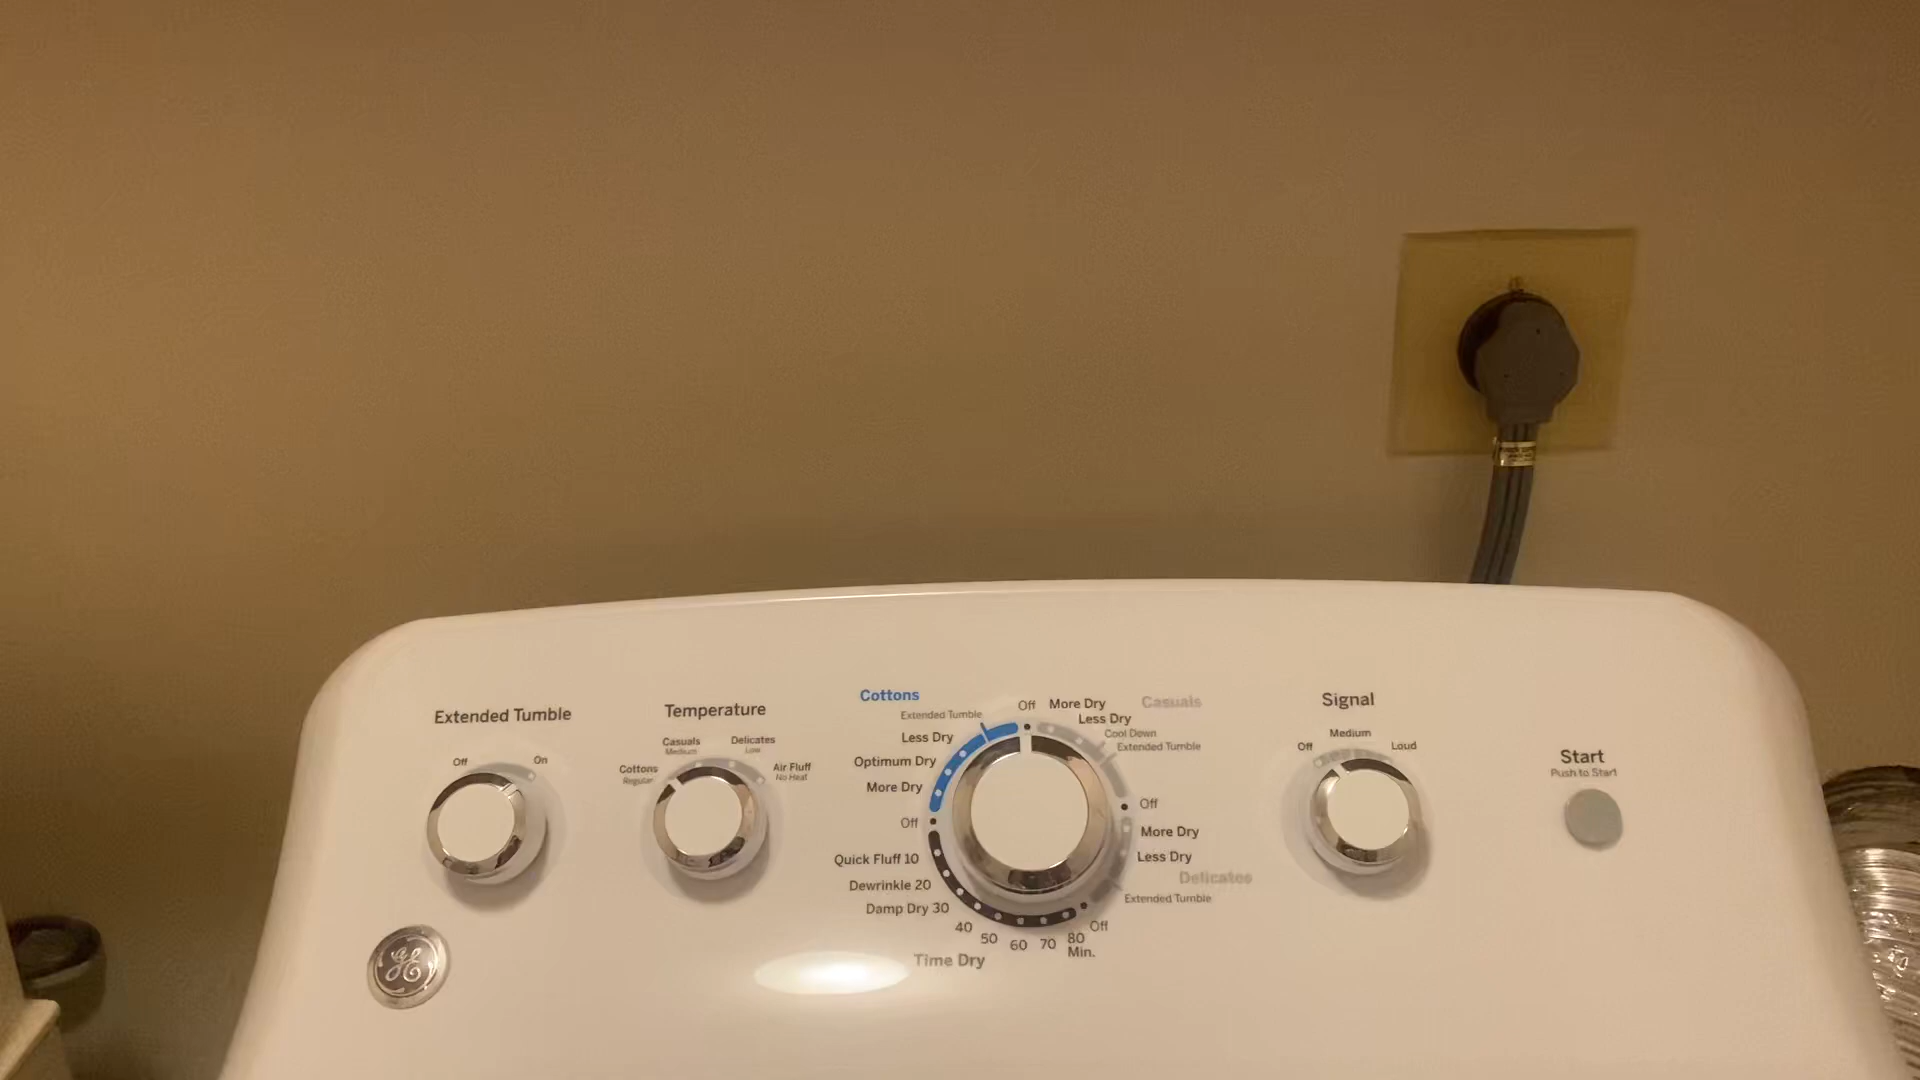 Extended Tumble
Off
On
Temperature
Cottons
Regular
Casuals
Medium
Delicates
Low
Air Fluff
No Heat
Cottons
Extended Tumble
Less Dry
Optimum Dry
More Dry
Off
Quick Fluff 10
Dewrinkle 20
Damp Dry 30
40
50
60
70
80
Min.
Time Dry
Off
More Dry
Less Dry
Casuals
Cool Down
Extended Tumble
Off
More Dry
Less Dry
Delicates
Extended Tumble
Off
Signal
Off
Medium
Loud
Start
Push to Start
GE